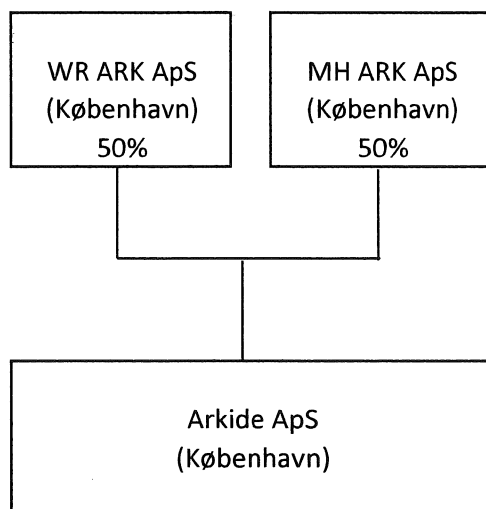 WR ARK ApS
(København)
50%
MH ARK ApS
(København)
50%
Arkide ApS
(København)